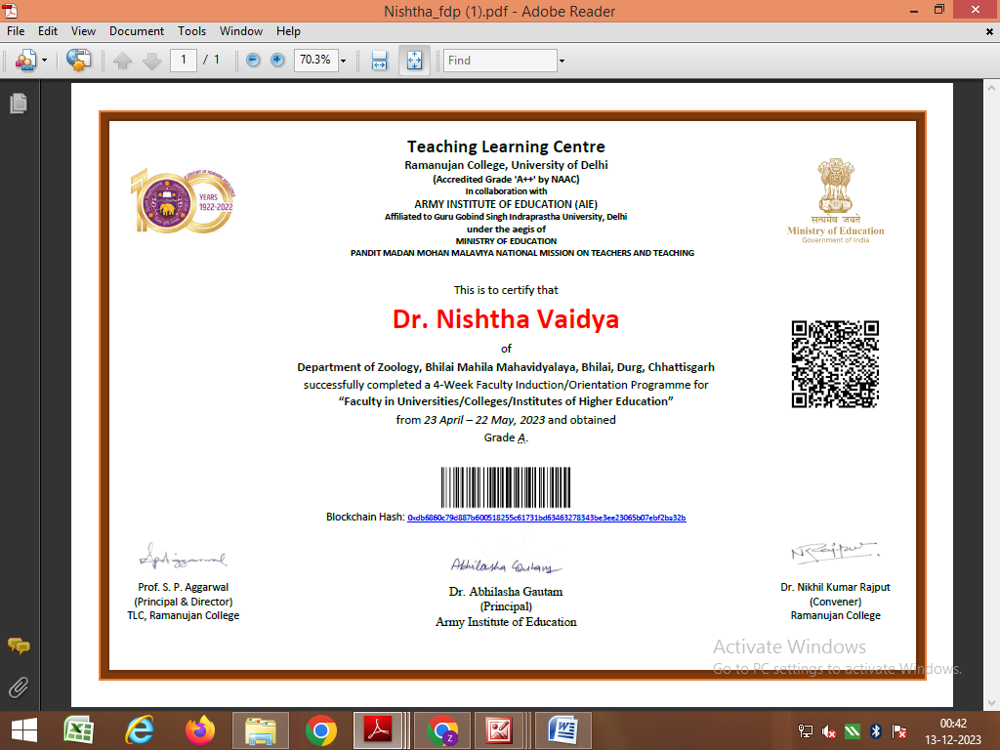 Nishtha_fdp (1).pdf - Adobe Reader
File Edit View Document Tools Window Help
1 / 1 70.3% Find
Teaching Learning Centre
Ramanujan College, University of Delhi
(Accredited Grade 'A++' by NAAC)
In collaboration with
ARMY INSTITUTE OF EDUCATION (AIE)
Affiliated to Guru Gobind Singh Indraprastha University, Delhi
under the aegis of
MINISTRY OF EDUCATION
PANDIT MADAN MOHAN MALAVIYA NATIONAL MISSION ON TEACHERS AND TEACHING
100 YEARS
1922-2022
सत्यमेव जयते
Ministry of Education
Government of India
This is to certify that
Dr. Nishtha Vaidya
of
Department of Zoology, Bhilai Mahila Mahavidyalaya, Bhilai, Durg, Chhattisgarh
successfully completed a 4-Week Faculty Induction/Orientation Programme for
“Faculty in Universities/Colleges/Institutes of Higher Education”
from 23 April – 22 May, 2023 and obtained
Grade A.
Blockchain Hash: 0xdb6860c79d887b600518255c61731bd63463278343be3ee23065b07ebf2ba32b
Abhilasha Gautam
Prof. S. P. Aggarwal
(Principal & Director)
TLC, Ramanujan College
Dr. Abhilasha Gautam
(Principal)
Army Institute of Education
Dr. Nikhil Kumar Rajput
(Convener)
Ramanujan College
Activate Windows
Go to PC settings to activate Windows.
00:42
13-12-2023